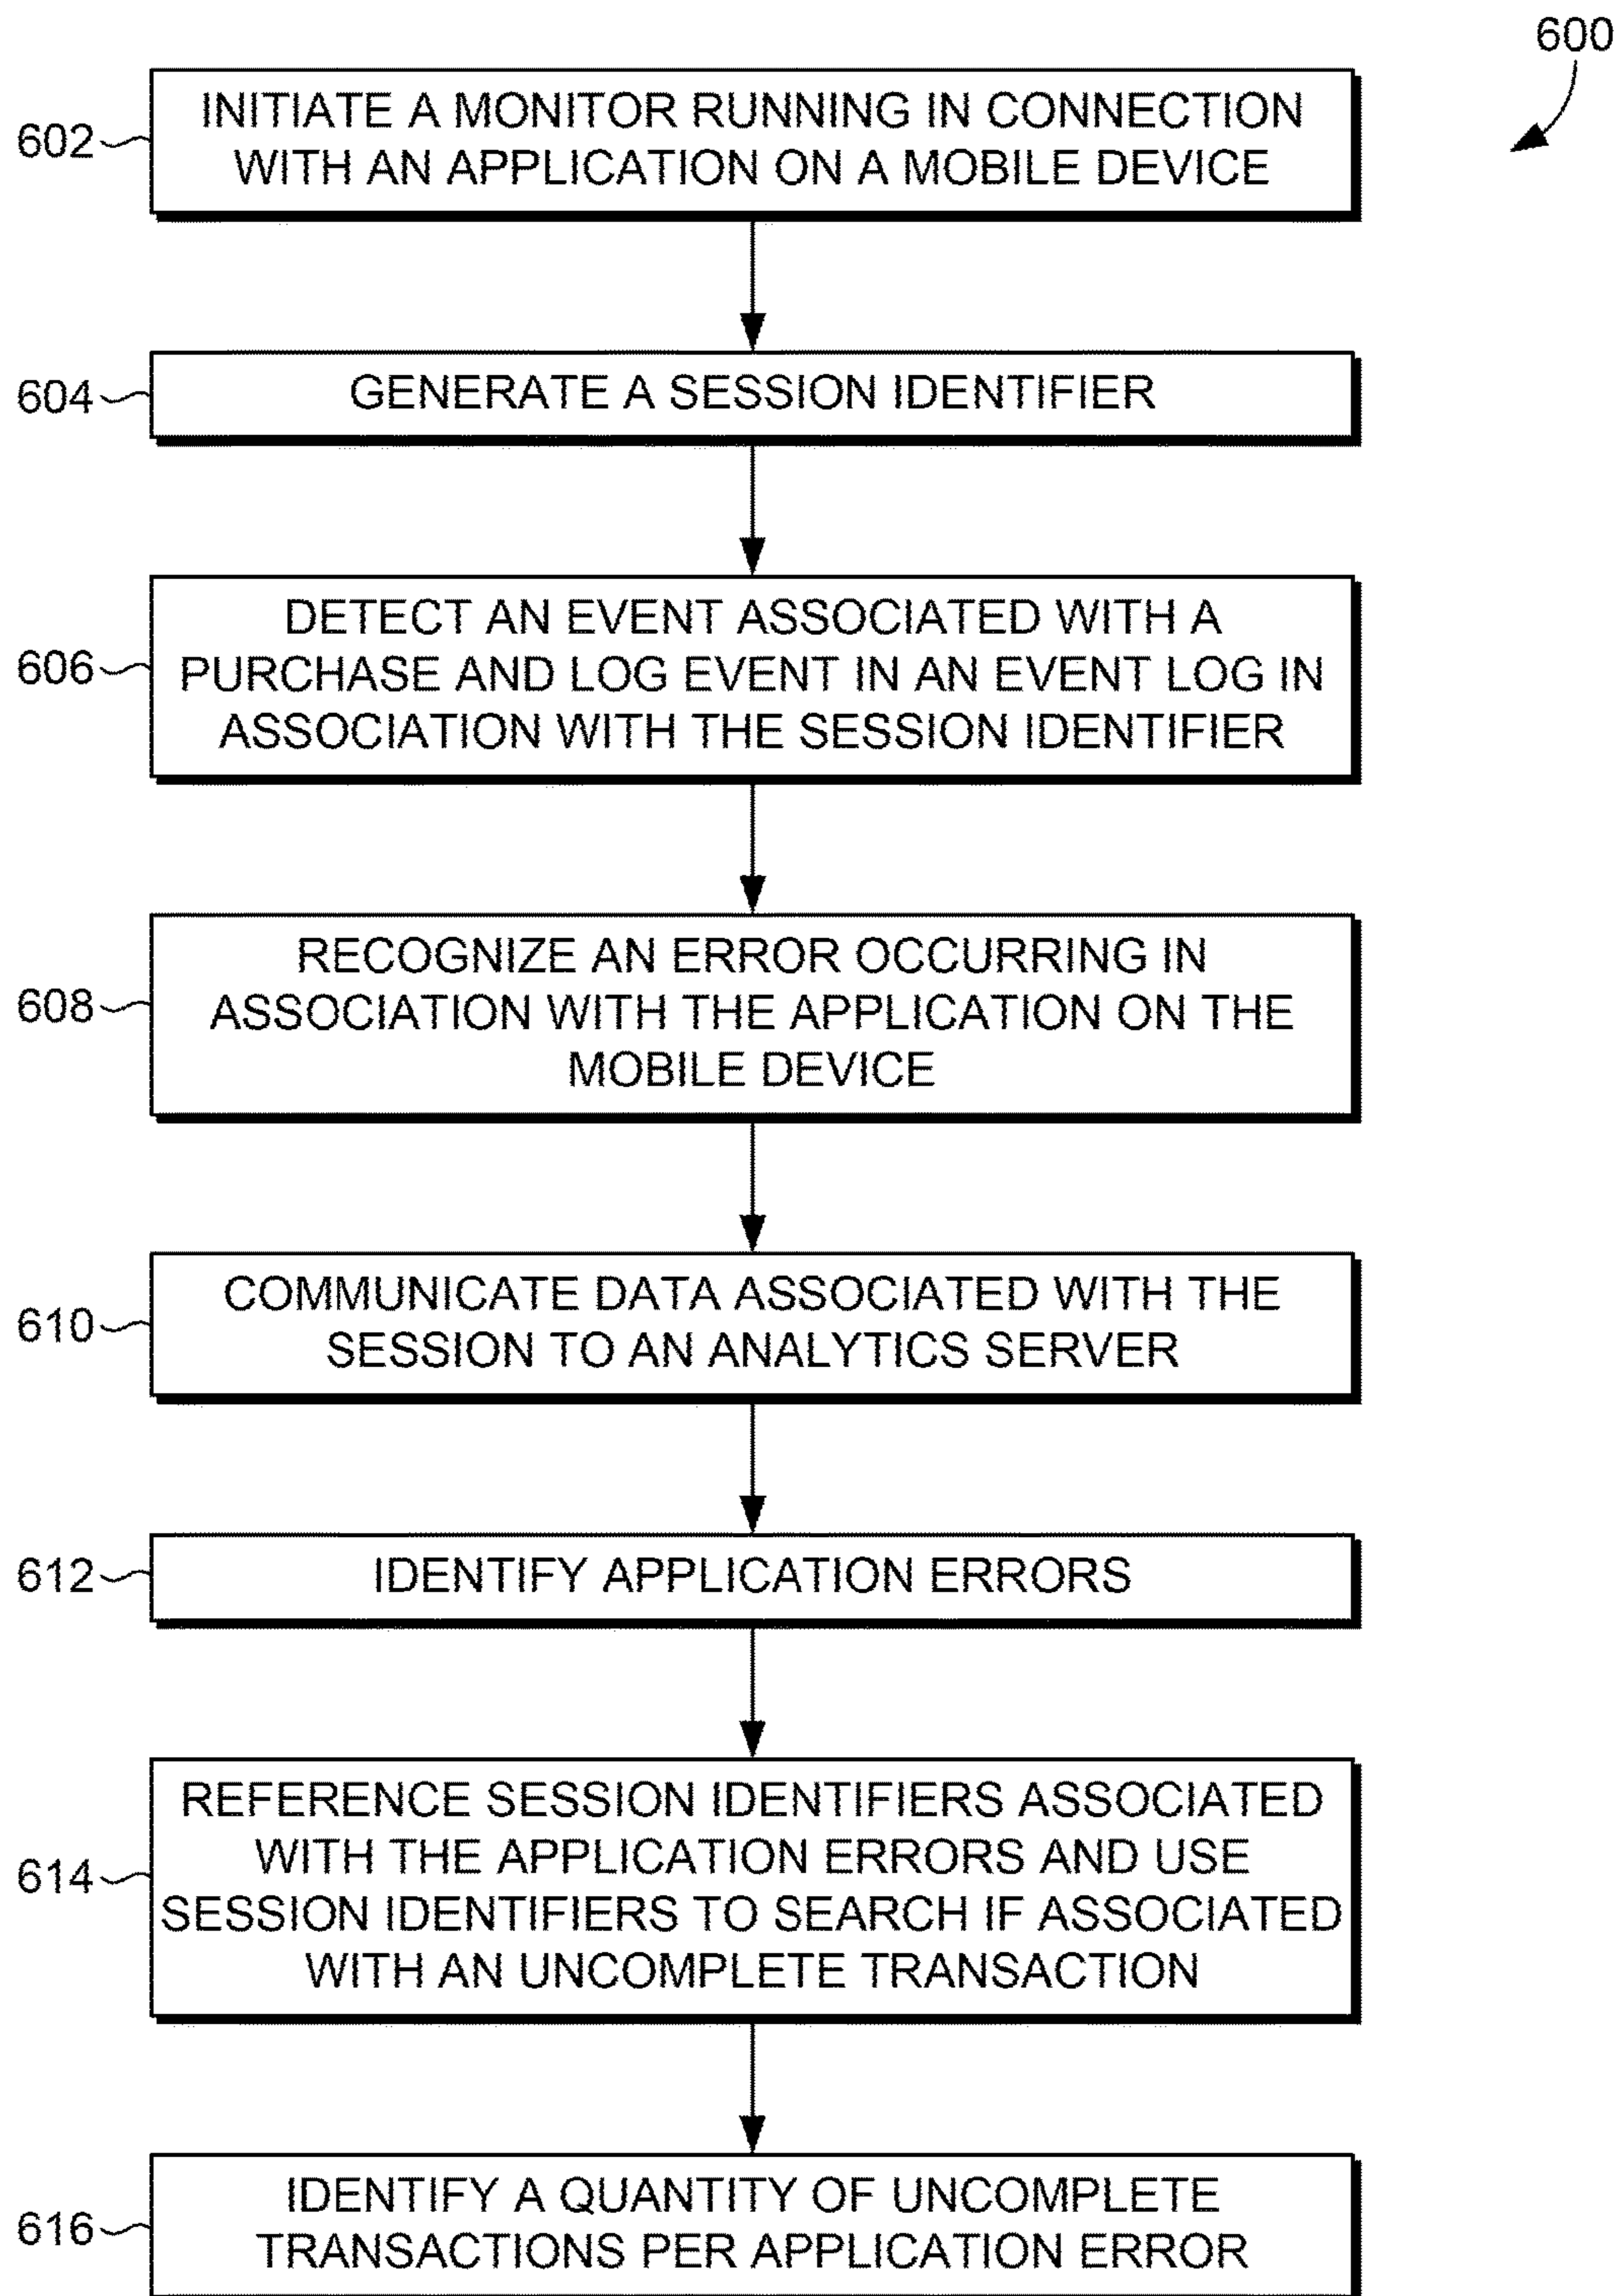 600
602
INITIATE A MONITOR RUNNING IN CONNECTION
WITH AN APPLICATION ON A MOBILE DEVICE
604
GENERATE A SESSION IDENTIFIER
606
DETECT AN EVENT ASSOCIATED WITH A
PURCHASE AND LOG EVENT IN AN EVENT LOG IN
ASSOCIATION WITH THE SESSION IDENTIFIER
608
RECOGNIZE AN ERROR OCCURRING IN
ASSOCIATION WITH THE APPLICATION ON THE
MOBILE DEVICE
610
COMMUNICATE DATA ASSOCIATED WITH THE
SESSION TO AN ANALYTICS SERVER
612
IDENTIFY APPLICATION ERRORS
614
REFERENCE SESSION IDENTIFIERS ASSOCIATED
WITH THE APPLICATION ERRORS AND USE
SESSION IDENTIFIERS TO SEARCH IF ASSOCIATED
WITH AN UNCOMPLETE TRANSACTION
616
IDENTIFY A QUANTITY OF UNCOMPLETE
TRANSACTIONS PER APPLICATION ERROR